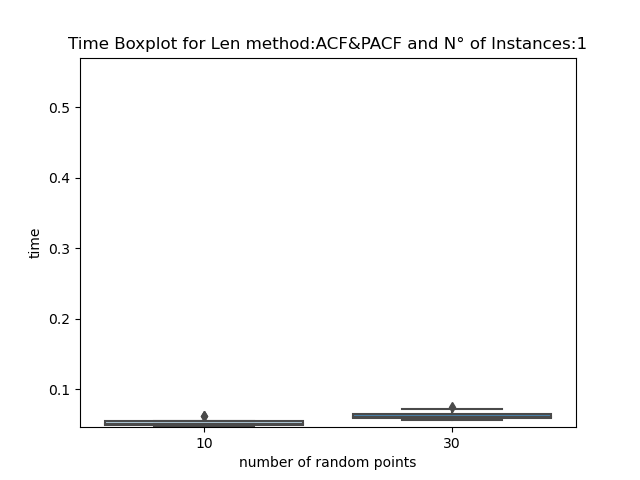 Time Boxplot for Len method:ACF&PACF and N° of Instances:1
0.5
0.4
0.3
0.2
0.1
time
10 30
number of random points